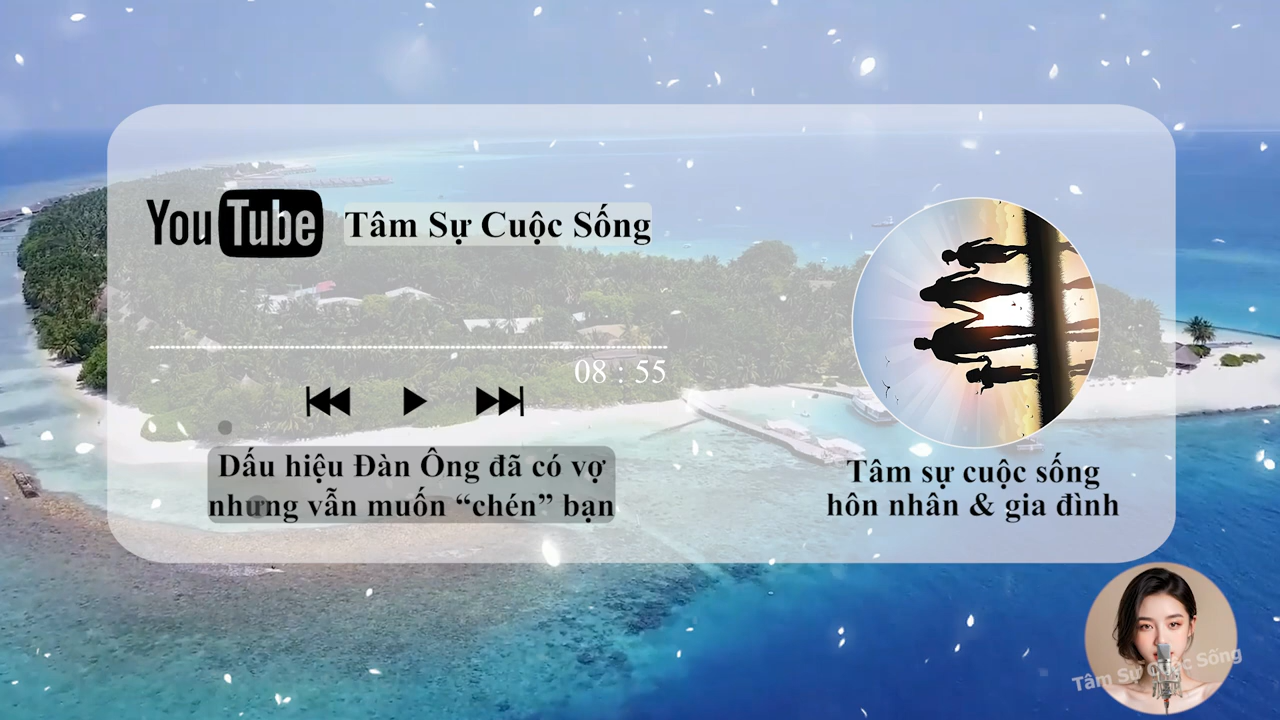 YouTube
Tâm Sự Cuộc Sống
08 : 55
Dấu hiệu Đàn Ông đã có vợ
nhưng vẫn muốn “chén” bạn
Tâm sự cuộc sống
hôn nhân & gia đình
Tâm Sự Cuộc Sống